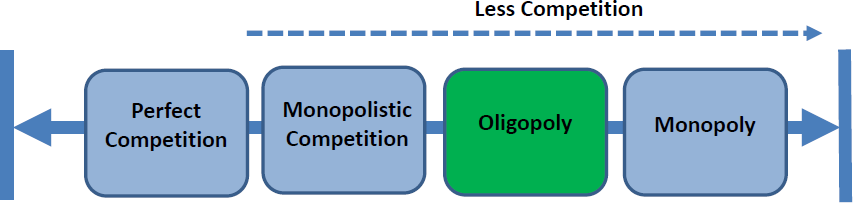 Less Competition
Perfect
Competition
Monopolistic
Competition
Oligopoly
Monopoly